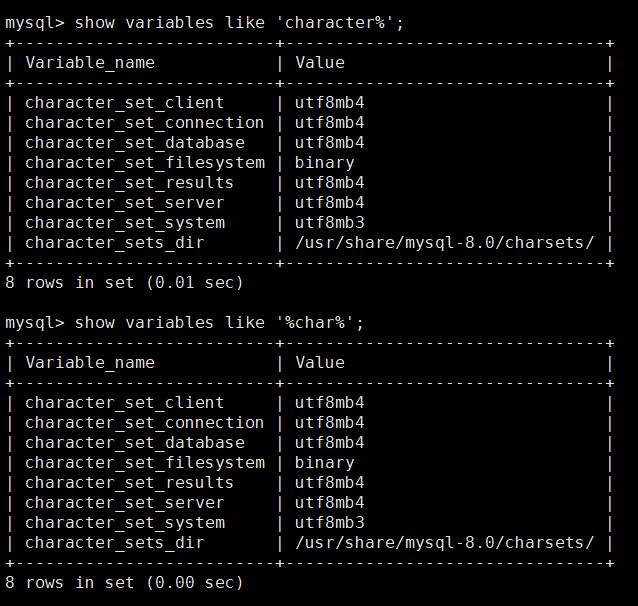 mysql> show variables like 'character%';
+--------------------------+--------------------------------+
| Variable_name            | Value                          |
+--------------------------+--------------------------------+
| character_set_client     | utf8mb4                        |
| character_set_connection | utf8mb4                        |
| character_set_database   | utf8mb4                        |
| character_set_filesystem | binary                         |
| character_set_results    | utf8mb4                        |
| character_set_server     | utf8mb4                        |
| character_set_system     | utf8mb3                        |
| character_sets_dir       | /usr/share/mysql-8.0/charsets/ |
+--------------------------+--------------------------------+
8 rows in set (0.01 sec)

mysql> show variables like '%char%';
+--------------------------+--------------------------------+
| Variable_name            | Value                          |
+--------------------------+--------------------------------+
| character_set_client     | utf8mb4                        |
| character_set_connection | utf8mb4                        |
| character_set_database   | utf8mb4                        |
| character_set_filesystem | binary                         |
| character_set_results    | utf8mb4                        |
| character_set_server     | utf8mb4                        |
| character_set_system     | utf8mb3                        |
| character_sets_dir       | /usr/share/mysql-8.0/charsets/ |
+--------------------------+--------------------------------+
8 rows in set (0.00 sec)